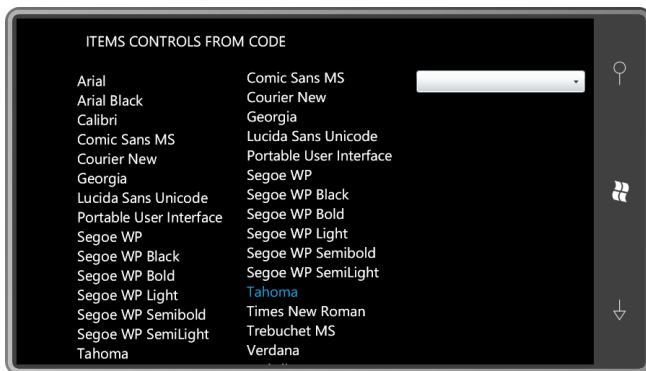 ITEMS CONTROLS FROM CODE
Arial
Arial Black
Calibri
Comic Sans MS
Courier New
Georgia
Lucida Sans Unicode
Portable User Interface
Segoe WP
Segoe WP Black
Segoe WP Bold
Segoe WP Light
Segoe WP Semibold
Segoe WP SemiLight
Tahoma
Comic Sans MS
Courier New
Georgia
Lucida Sans Unicode
Portable User Interface
Segoe WP
Segoe WP Black
Segoe WP Bold
Segoe WP Light
Segoe WP Semibold
Segoe WP SemiLight
Tahoma
Times New Roman
Trebuchet MS
Verdana